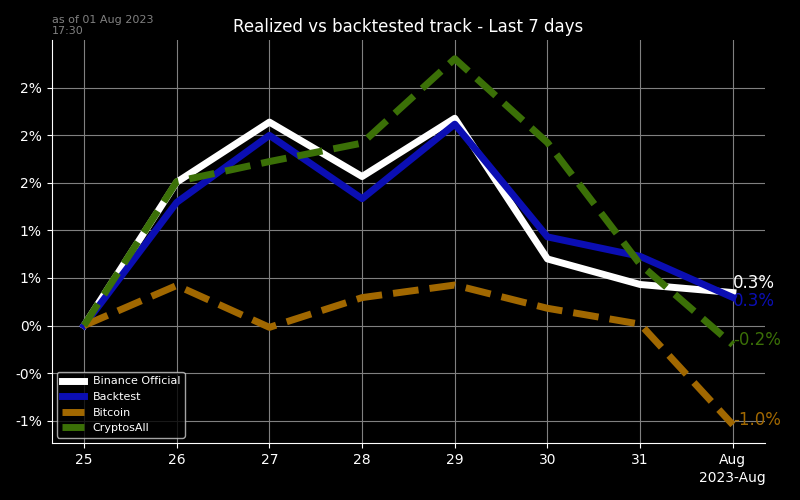 as of 01 Aug 2023
17:30
Realized vs backtested track - Last 7 days
2%
2%
2%
1%
1%
0%
-0%
-1%
0.3%
0.3%
-0.2%
-1.0%
Binance Official
Backtest
Bitcoin
CryptosAll
25 26 27 28 29 30 31 Aug
2023-Aug